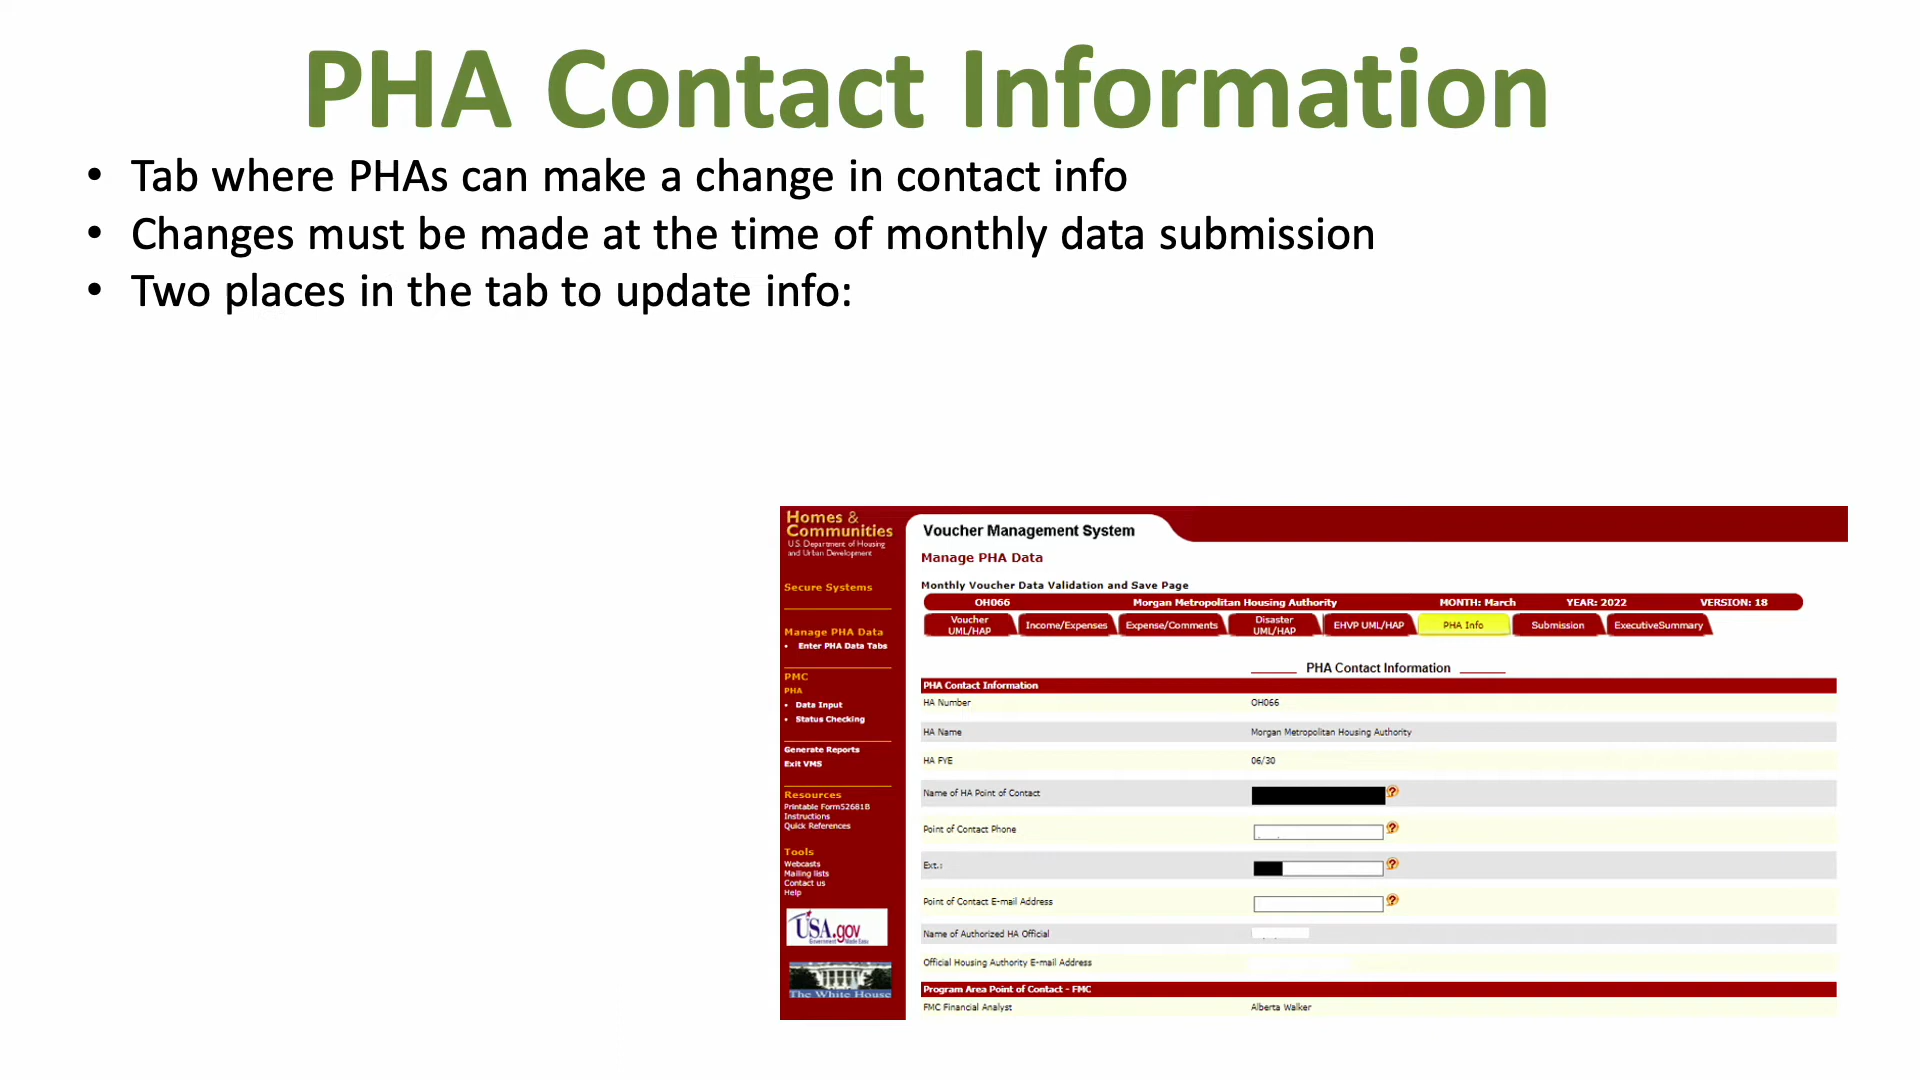 PHA Contact Information
• Tab where PHAs can make a change in contact info
• Changes must be made at the time of monthly data submission
• Two places in the tab to update info:
Homes &
Communities
U.S. Department of Housing
and Urban Development
Secure Systems
Manage PHA Data
• Enter PHA Data Tabs
PMC
PHA
• Data Input
• Status Checking
Generate Reports
Exit VMS
Resources
Printable Form52681B
Instructions
Quick References
Tools
Webcasts
Mailing lists
Contact us
Help
USA.gov
Government Made Easy
The White House
Voucher Management System
Manage PHA Data
Monthly Voucher Data Validation and Save Page
OH066 Morgan Metropolitan Housing Authority MONTH: March YEAR: 2022 VERSION: 18
Voucher UML/HAP Income/Expenses Expense/Comments Disaster UML/HAP EHVP UML/HAP PHA Info Submission ExecutiveSummary
PHA Contact Information
PHA Contact Information
HA Number OH066
HA Name Morgan Metropolitan Housing Authority
HA FYE 06/30
Name of HA Point of Contact
Point of Contact Phone
Ext.:
Point of Contact E-mail Address
Name of Authorized HA Official
Official Housing Authority E-mail Address
Program Area Point of Contact - FMC
FMC Financial Analyst Alberta Walker